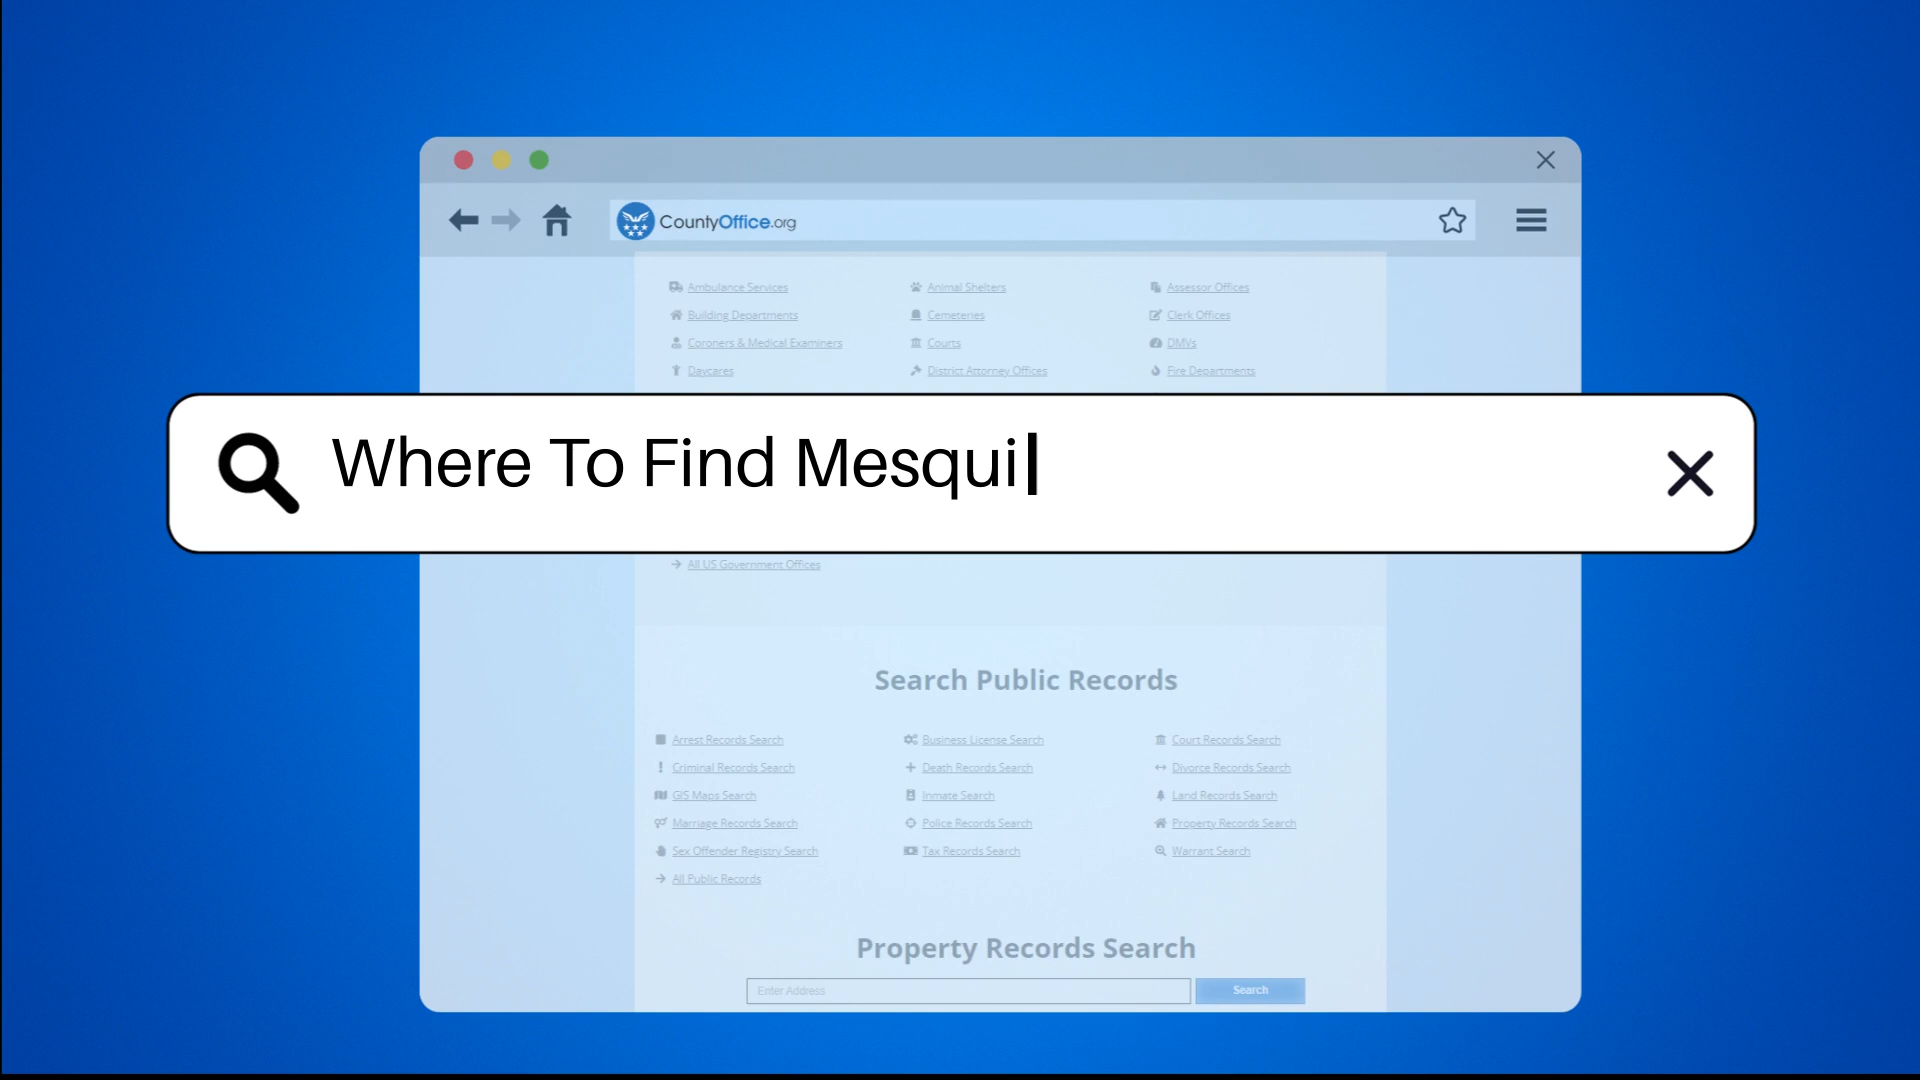 CountyOffice.org
Ambulance Services Animal Shelters Assessor Offices
Building Departments Cemeteries Clerk Offices
Coroners & Medical Examiners Courts DMVs
Daycares District Attorney Offices Fire Departments
Where To Find Mesqui
All US Government Offices
Search Public Records
Arrest Records Search Business License Search Court Records Search
Criminal Records Search Death Records Search Divorce Records Search
GIS Maps Search Inmate Search Land Records Search
Marriage Records Search Police Records Search Property Records Search
Sex Offender Registry Search Tax Records Search Warrant Search
All Public Records
Property Records Search
Enter Address Search